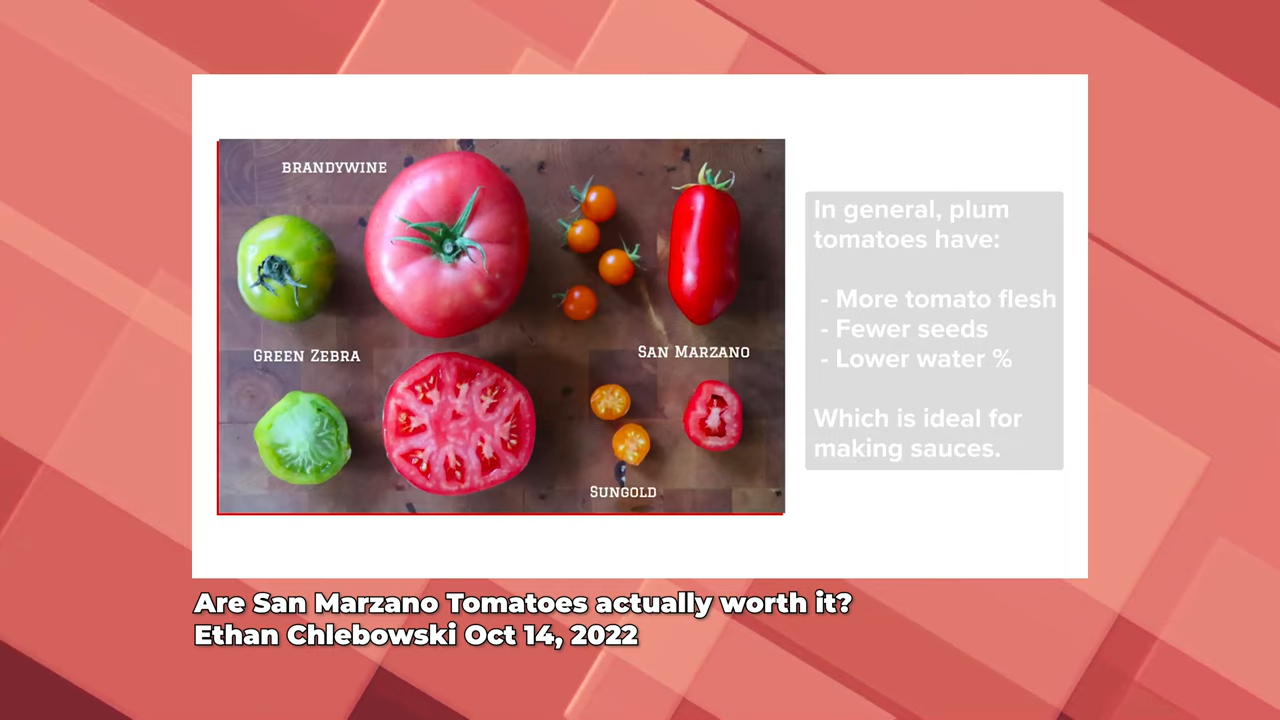 BRANDYWINE
GREEN ZEBRA
SAN MARZANO
SUNGOLD
In general, plum
tomatoes have:
- More tomato flesh
- Fewer seeds
- Lower water %
Which is ideal for
making sauces.
Are San Marzano Tomatoes actually worth it?
Ethan Chlebowski Oct 14, 2022